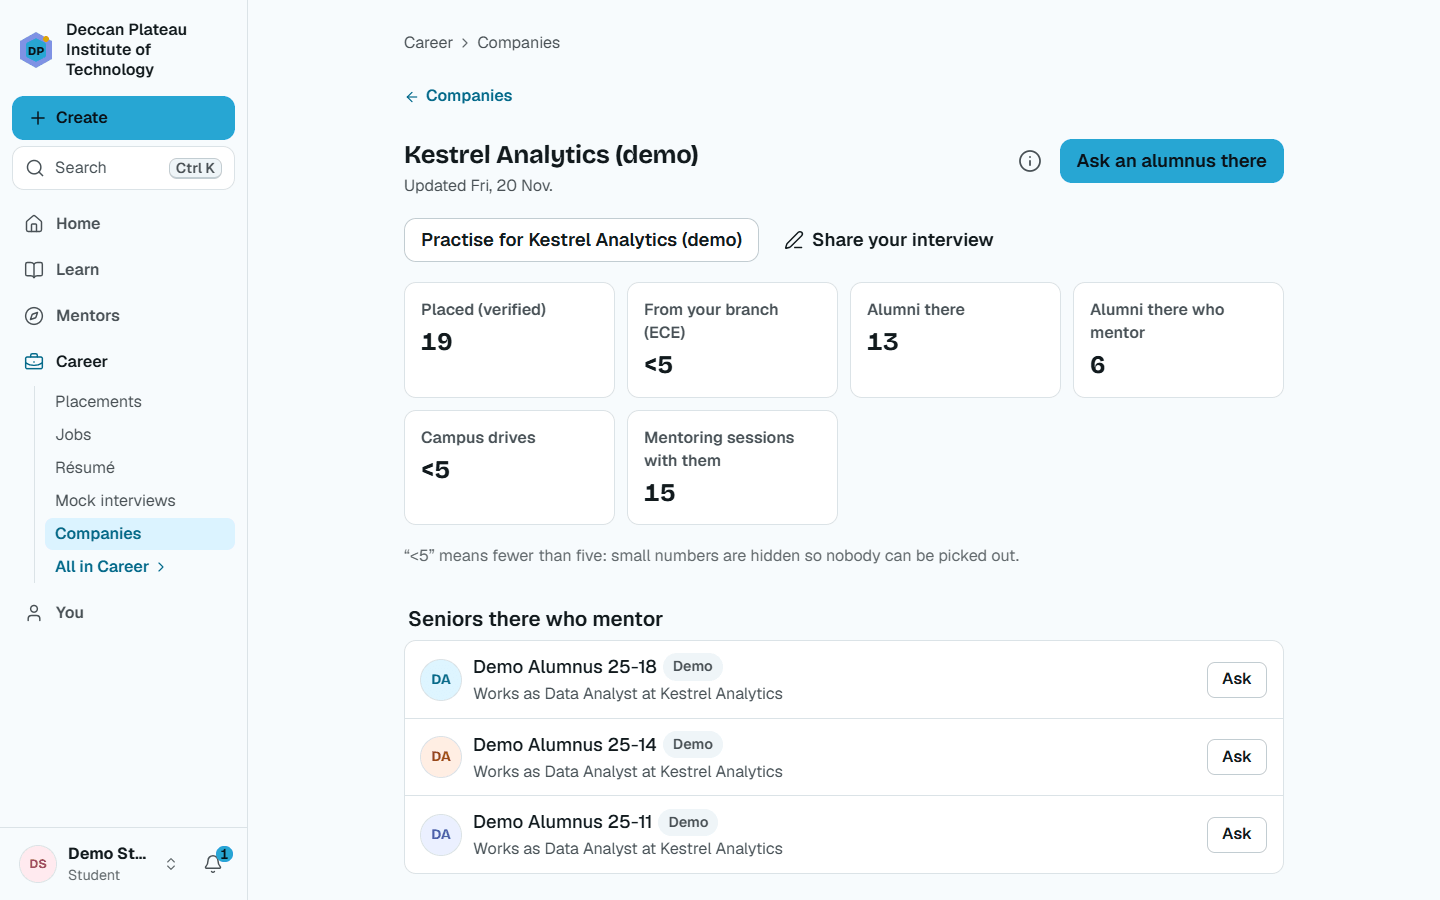 DP
Deccan Plateau
Institute of
Technology
Create
Search
Ctrl K
Home
Learn
Mentors
Career
Placements
Jobs
Résumé
Mock interviews
Companies
All in Career
You
DS
Demo St...
Student
1
Career > Companies
← Companies
Kestrel Analytics (demo)
Updated Fri, 20 Nov.
Ask an alumnus there
Practise for Kestrel Analytics (demo)
Share your interview
Placed (verified)
19
From your branch
(ECE)
<5
Alumni there
13
Alumni there who
mentor
6
Campus drives
<5
Mentoring sessions
with them
15
“<5” means fewer than five: small numbers are hidden so nobody can be picked out.
Seniors there who mentor
DA
Demo Alumnus 25-18 Demo
Works as Data Analyst at Kestrel Analytics
Ask
DA
Demo Alumnus 25-14 Demo
Works as Data Analyst at Kestrel Analytics
Ask
DA
Demo Alumnus 25-11 Demo
Works as Data Analyst at Kestrel Analytics
Ask